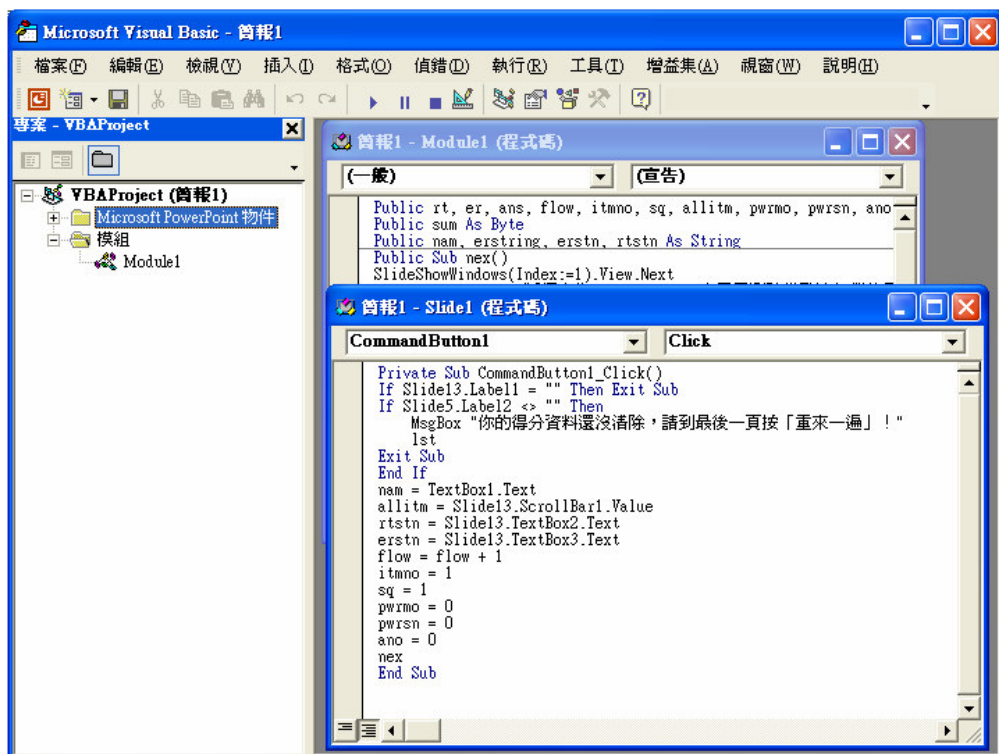 Microsoft Visual Basic - 簡報1
檔案(F) 編輯(E) 檢視(V) 插入(I) 格式(O) 偵錯(D) 執行(R) 工具(T) 增益集(A) 視窗(W) 說明(H)
專案 - VBAProject
VBAProject (簡報1)
Microsoft PowerPoint 物件
模組
Module1
簡報1 - Module1 (程式碼)
(一般) (宣告)
Public rt, er, ans, flow, itmno, sq, allitm, pwrmo, pwrsn, ano
Public sum As Byte
Public nam, erstring, erstn, rtstn As String
Public Sub nex()
SlideShowWindows(Index:=1).View.Next
簡報1 - Slide1 (程式碼)
CommandButton1 Click
Private Sub CommandButton1_Click()
If Slide13.Label1 = "" Then Exit Sub
If Slide5.Label2 <> "" Then
MsgBox "你的得分資料還沒清除，請到最後一頁按「重來一遍」！"
lst
Exit Sub
End If
nam = TextBox1.Text
allitm = Slide13.ScrollBar1.Value
rtstn = Slide13.TextBox2.Text
erstn = Slide13.TextBox3.Text
flow = flow + 1
itmno = 1
sq = 1
pwrmo = 0
pwrsn = 0
ano = 0
nex
End Sub